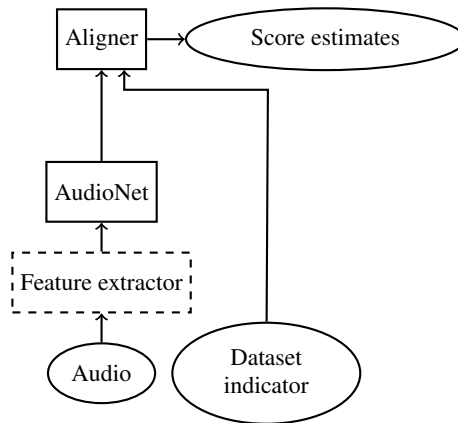 Aligner
Score estimates
AudioNet
Feature extractor
Audio
Dataset
indicator